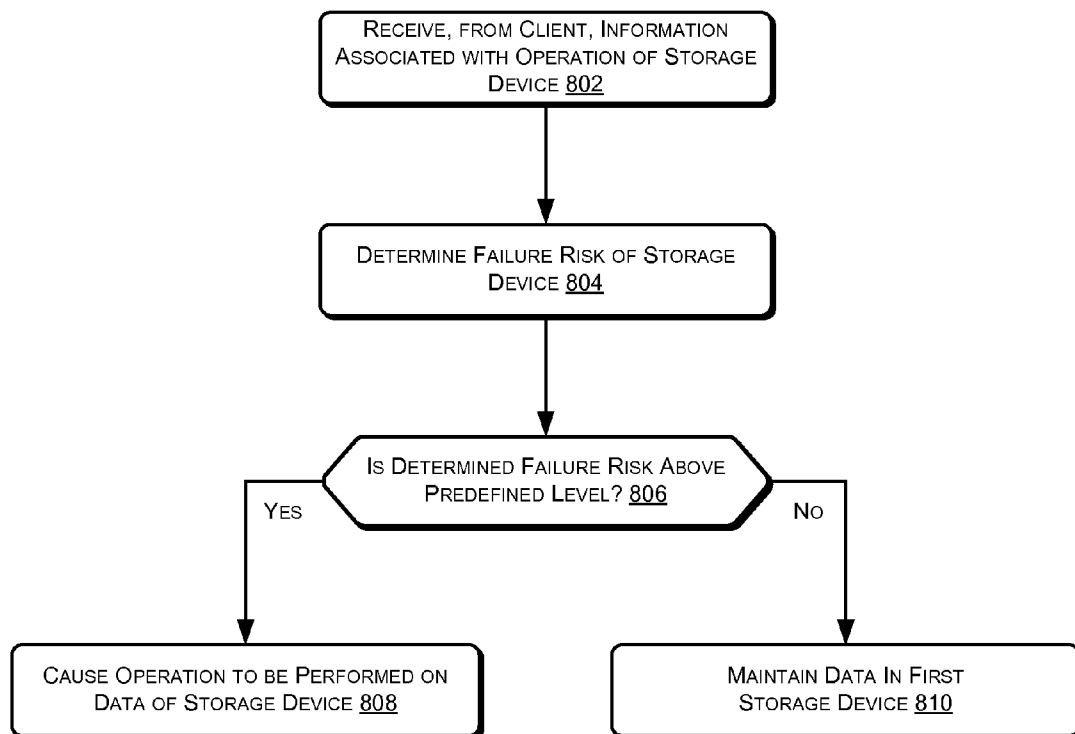 RECEIVE, FROM CLIENT, INFORMATION
ASSOCIATED WITH OPERATION OF STORAGE
DEVICE 802
DETERMINE FAILURE RISK OF STORAGE
DEVICE 804
IS DETERMINED FAILURE RISK ABOVE
PREDEFINED LEVEL? 806
YES
NO
CAUSE OPERATION TO BE PERFORMED ON
DATA OF STORAGE DEVICE 808
MAINTAIN DATA IN FIRST
STORAGE DEVICE 810